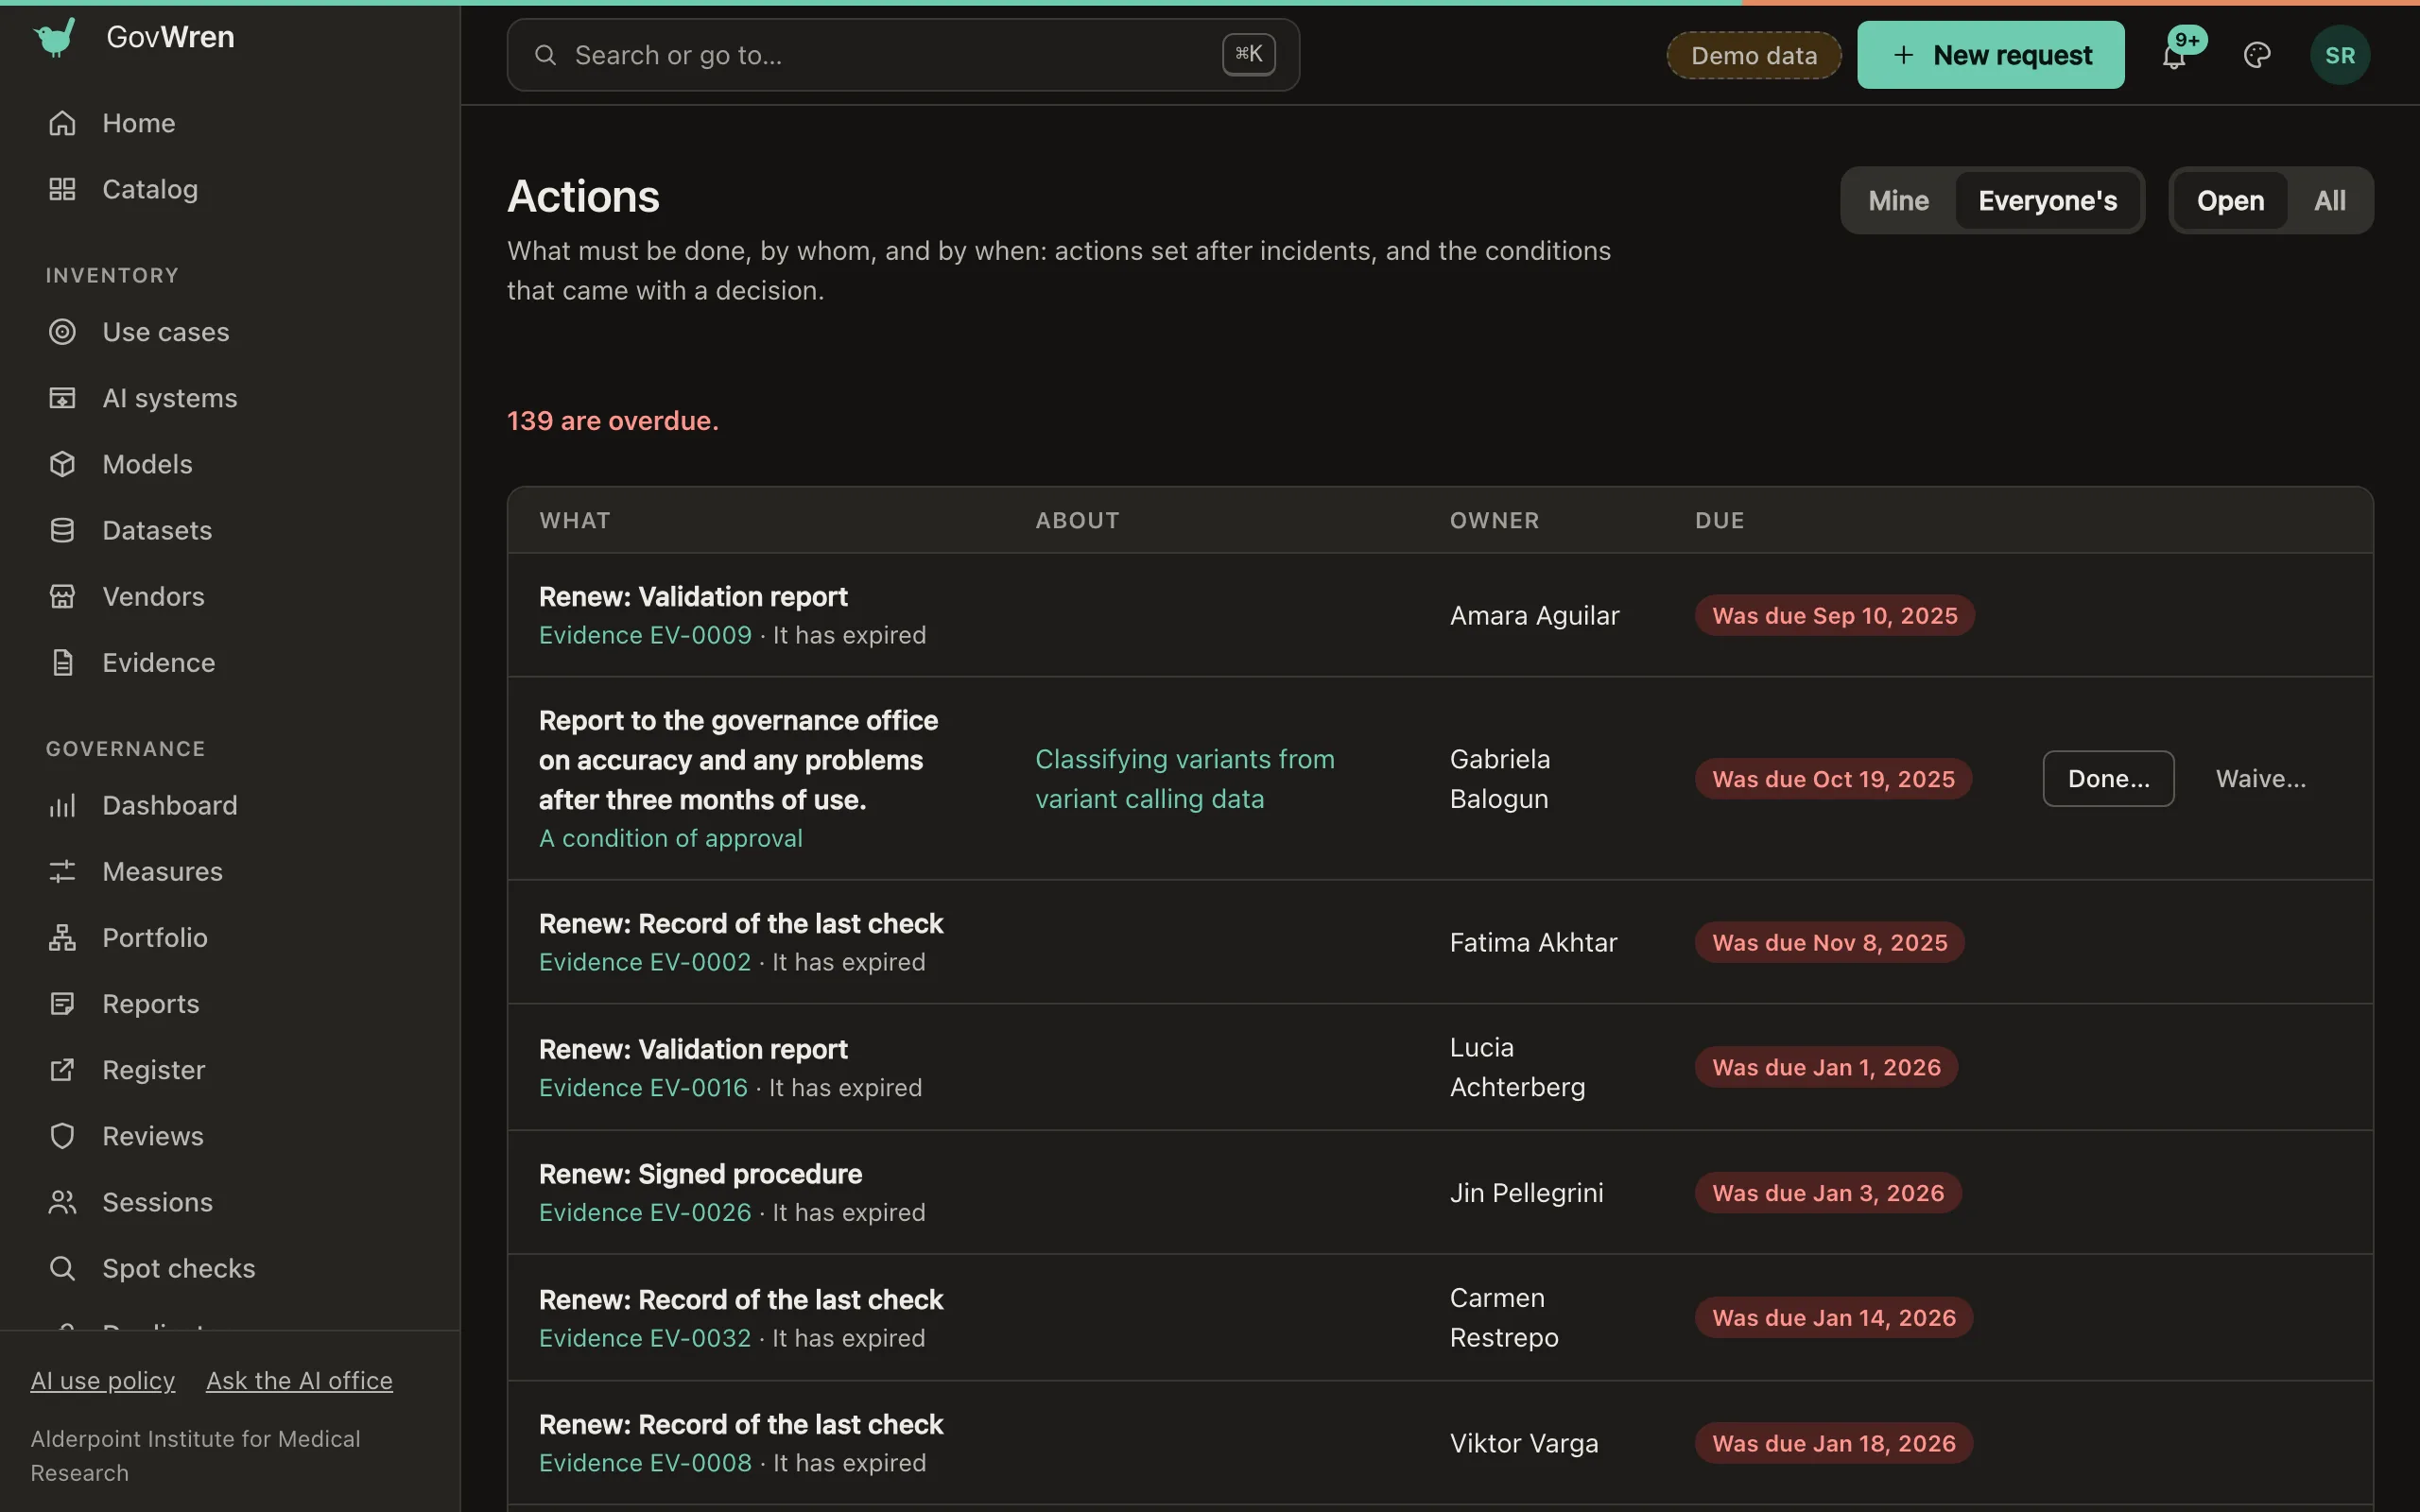 GovWren
Search or go to...
⌘K
Demo data
+ New request
9+
SR
Home
Catalog
INVENTORY
Use cases
AI systems
Models
Datasets
Vendors
Evidence
GOVERNANCE
Dashboard
Measures
Portfolio
Reports
Register
Reviews
Sessions
Spot checks
AI use policy
Ask the AI office
Alderpoint Institute for Medical
Research
Actions
What must be done, by whom, and by when: actions set after incidents, and the conditions
that came with a decision.
Mine
Everyone's
Open
All
139 are overdue.
WHAT
ABOUT
OWNER
DUE
Renew: Validation report
Evidence EV-0009 · It has expired
Amara Aguilar
Was due Sep 10, 2025
Report to the governance office
on accuracy and any problems
after three months of use.
A condition of approval
Classifying variants from
variant calling data
Gabriela
Balogun
Was due Oct 19, 2025
Done...
Waive...
Renew: Record of the last check
Evidence EV-0002 · It has expired
Fatima Akhtar
Was due Nov 8, 2025
Renew: Validation report
Evidence EV-0016 · It has expired
Lucia
Achterberg
Was due Jan 1, 2026
Renew: Signed procedure
Evidence EV-0026 · It has expired
Jin Pellegrini
Was due Jan 3, 2026
Renew: Record of the last check
Evidence EV-0032 · It has expired
Carmen
Restrepo
Was due Jan 14, 2026
Renew: Record of the last check
Evidence EV-0008 · It has expired
Viktor Varga
Was due Jan 18, 2026